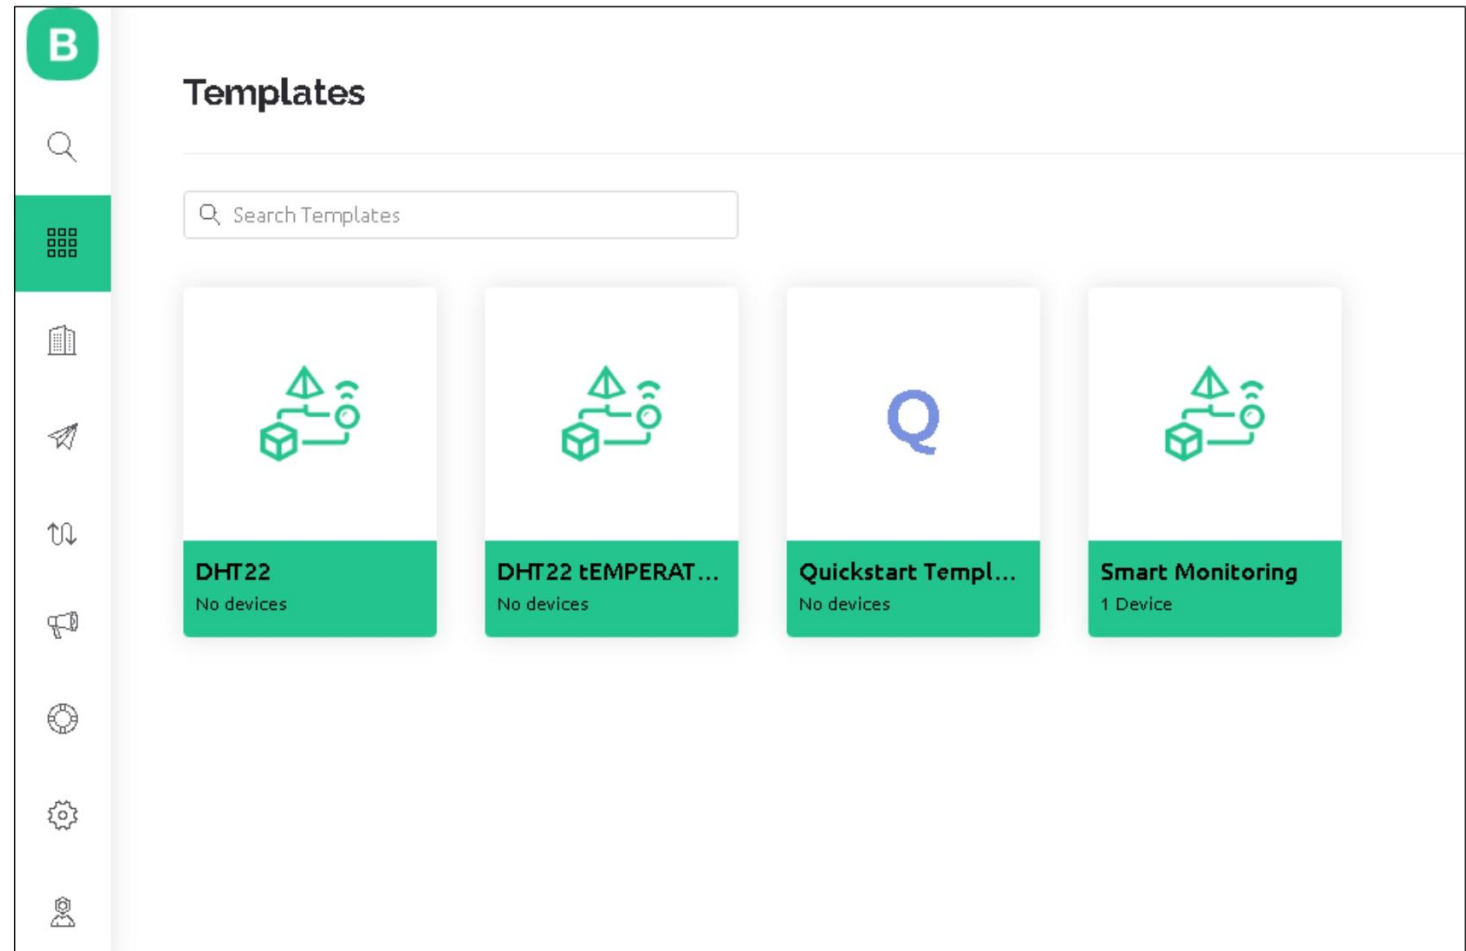 B
Templates
Search Templates
Q
DHT22
No devices
DHT22 tEMPERAT...
No devices
Quickstart Templ...
No devices
Smart Monitoring
1 Device